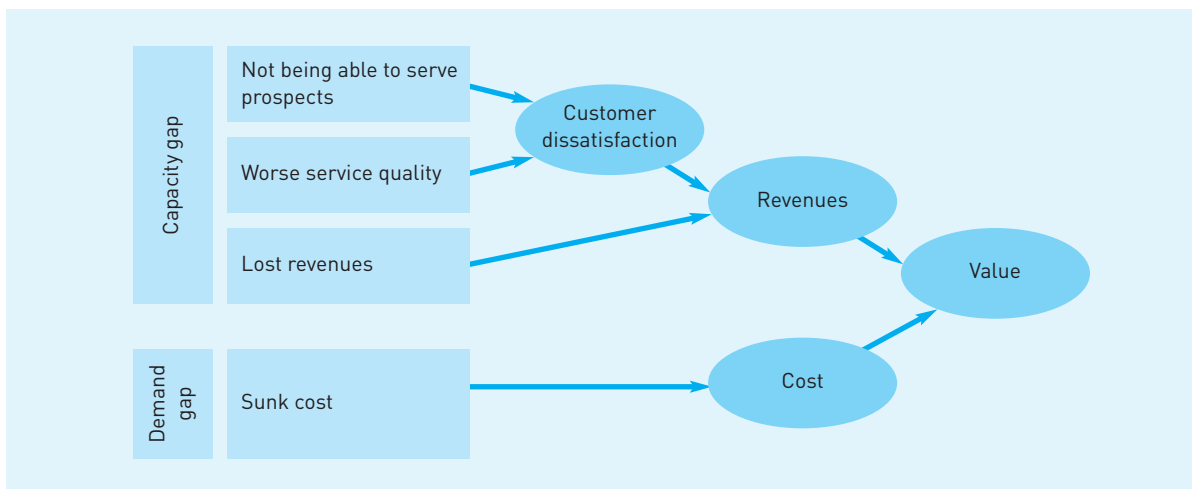 Capacity gap
Not being able to serve
prospects
Worse service quality
Lost revenues
Customer
dissatisfaction
Revenues
Value
Demand
gap
Sunk cost
Cost